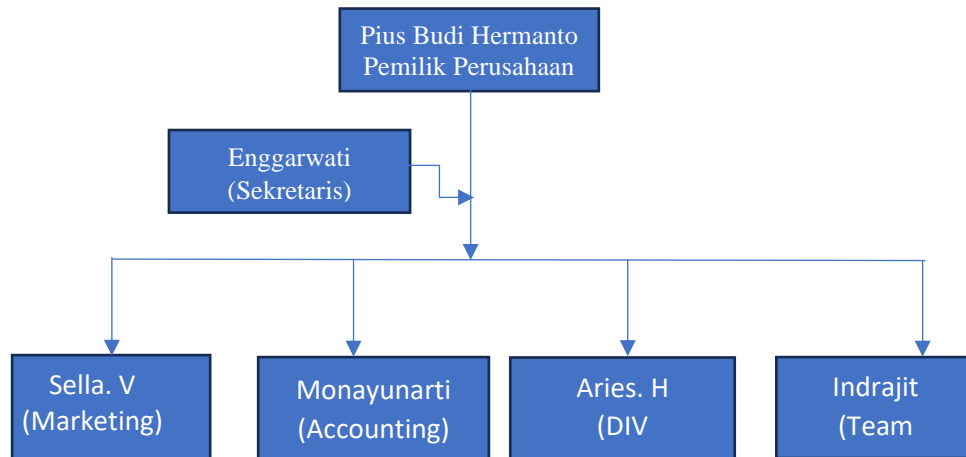 Pius Budi Hermanto
Pemilik Perusahaan
Enggarwati
(Sekretaris)
Sella. V
(Marketing)
Monayunarti
(Accounting)
Aries. H
(DIV
Indrajit
(Team